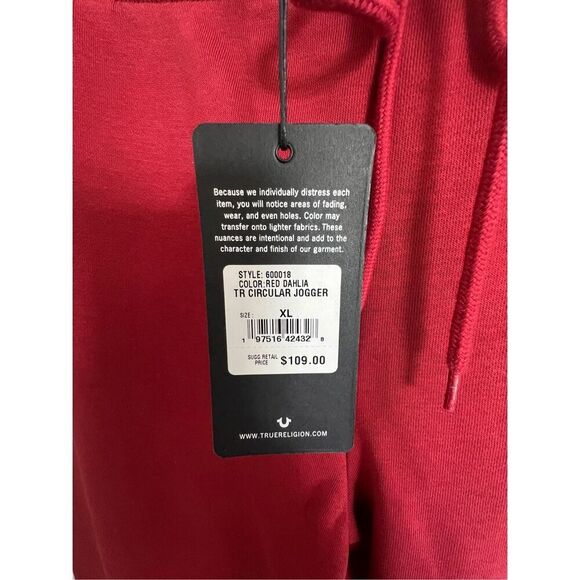 Because we individually distress each
item, you will notice areas of fading,
wear, and even holes. Color may
transfer onto lighter fabrics. These
nuances are intentional and add to the
character and finish of our garment.
STYLE: 600018
COLOR:RED DAHLIA
TR CIRCULAR JOGGER
SIZE: XL
1 97516 42432 8
SUGG RETAIL
PRICE $109.00
WWW.TRUERELIGION.COM